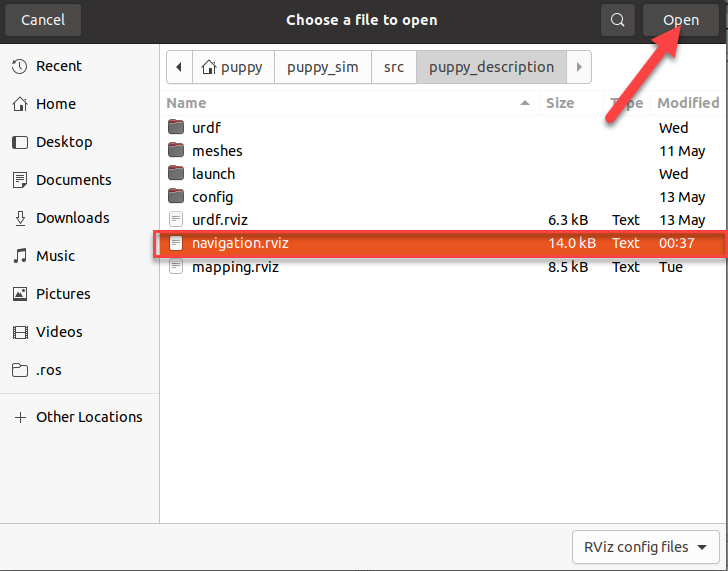 Cancel Choose a file to open Open
Recent
Home
Desktop
Documents
Downloads
Music
Pictures
Videos
.ros
Other Locations
puppy puppy_sim src puppy_description
Name Size Type Modified
urdf Wed
meshes 11 May
launch Wed
config 13 May
urdf.rviz 6.3 kB Text 13 May
navigation.rviz 14.0 kB Text 00:37
mapping.rviz 8.5 kB Text Tue
RViz config files